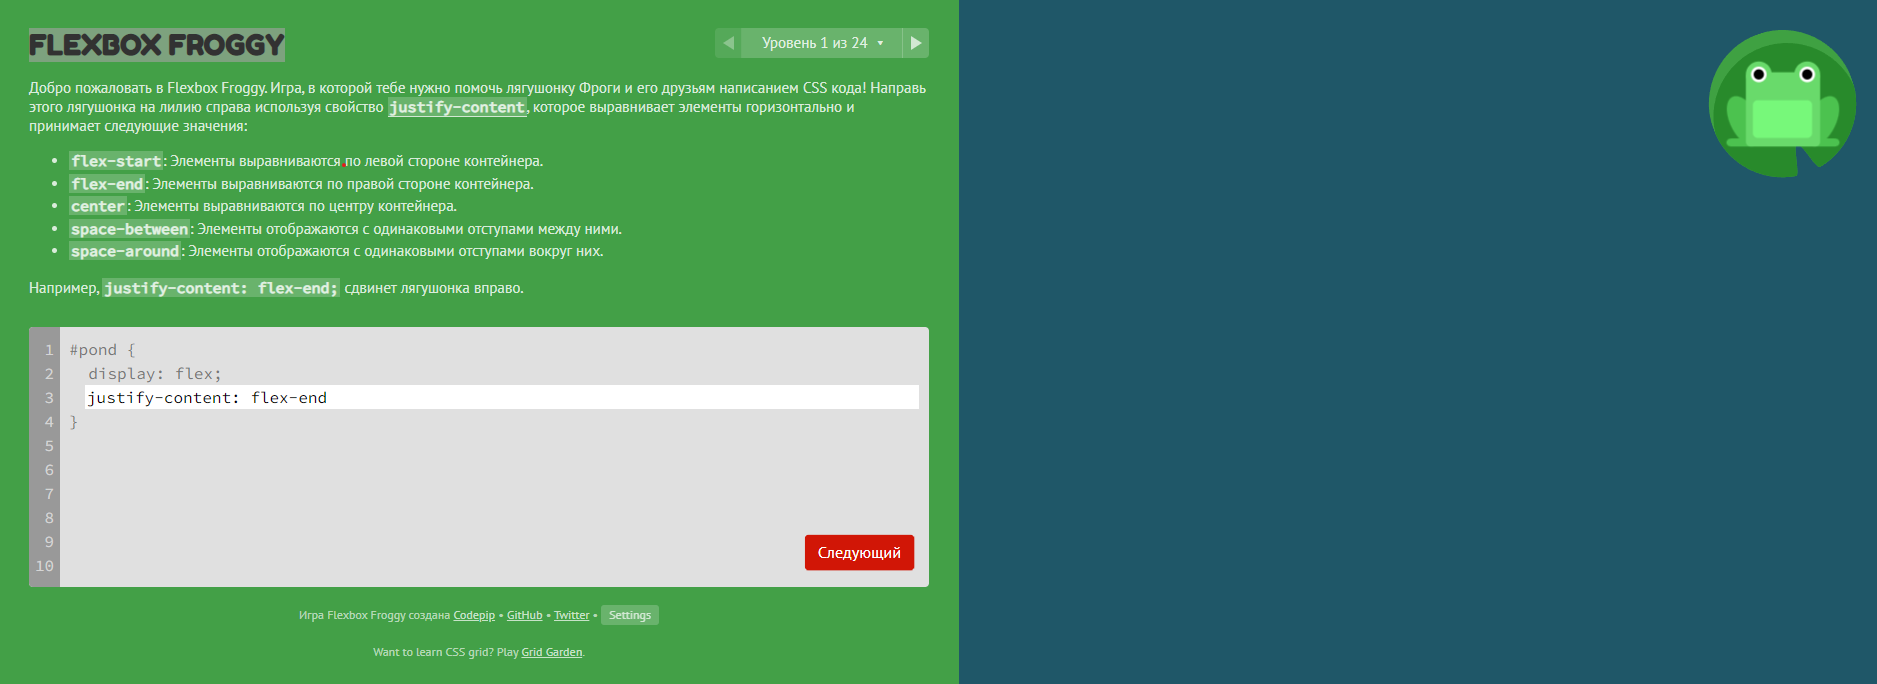 FLEXBOX FROGGY
Уровень 1 из 24
Добро пожаловать в Flexbox Froggy. Игра, в которой тебе нужно помочь лягушонку Фроги и его друзьям написанием CSS кода! Направь
этого лягушонка на лилию справа используя свойство justify-content, которое выравнивает элементы горизонтально и
принимает следующие значения:
• flex-start: Элементы выравниваются по левой стороне контейнера.
• flex-end: Элементы выравниваются по правой стороне контейнера.
• center: Элементы выравниваются по центру контейнера.
• space-between: Элементы отображаются с одинаковыми отступами между ними.
• space-around: Элементы отображаются с одинаковыми отступами вокруг них.
Например, justify-content: flex-end; сдвинет лягушонка вправо.
1 #pond {
2 display: flex;
3 justify-content: flex-end
4 }
5
6
7
8
9
10
Следующий
Игра Flexbox Froggy создана Codepip • GitHub • Twitter • Settings
Want to learn CSS grid? Play Grid Garden.